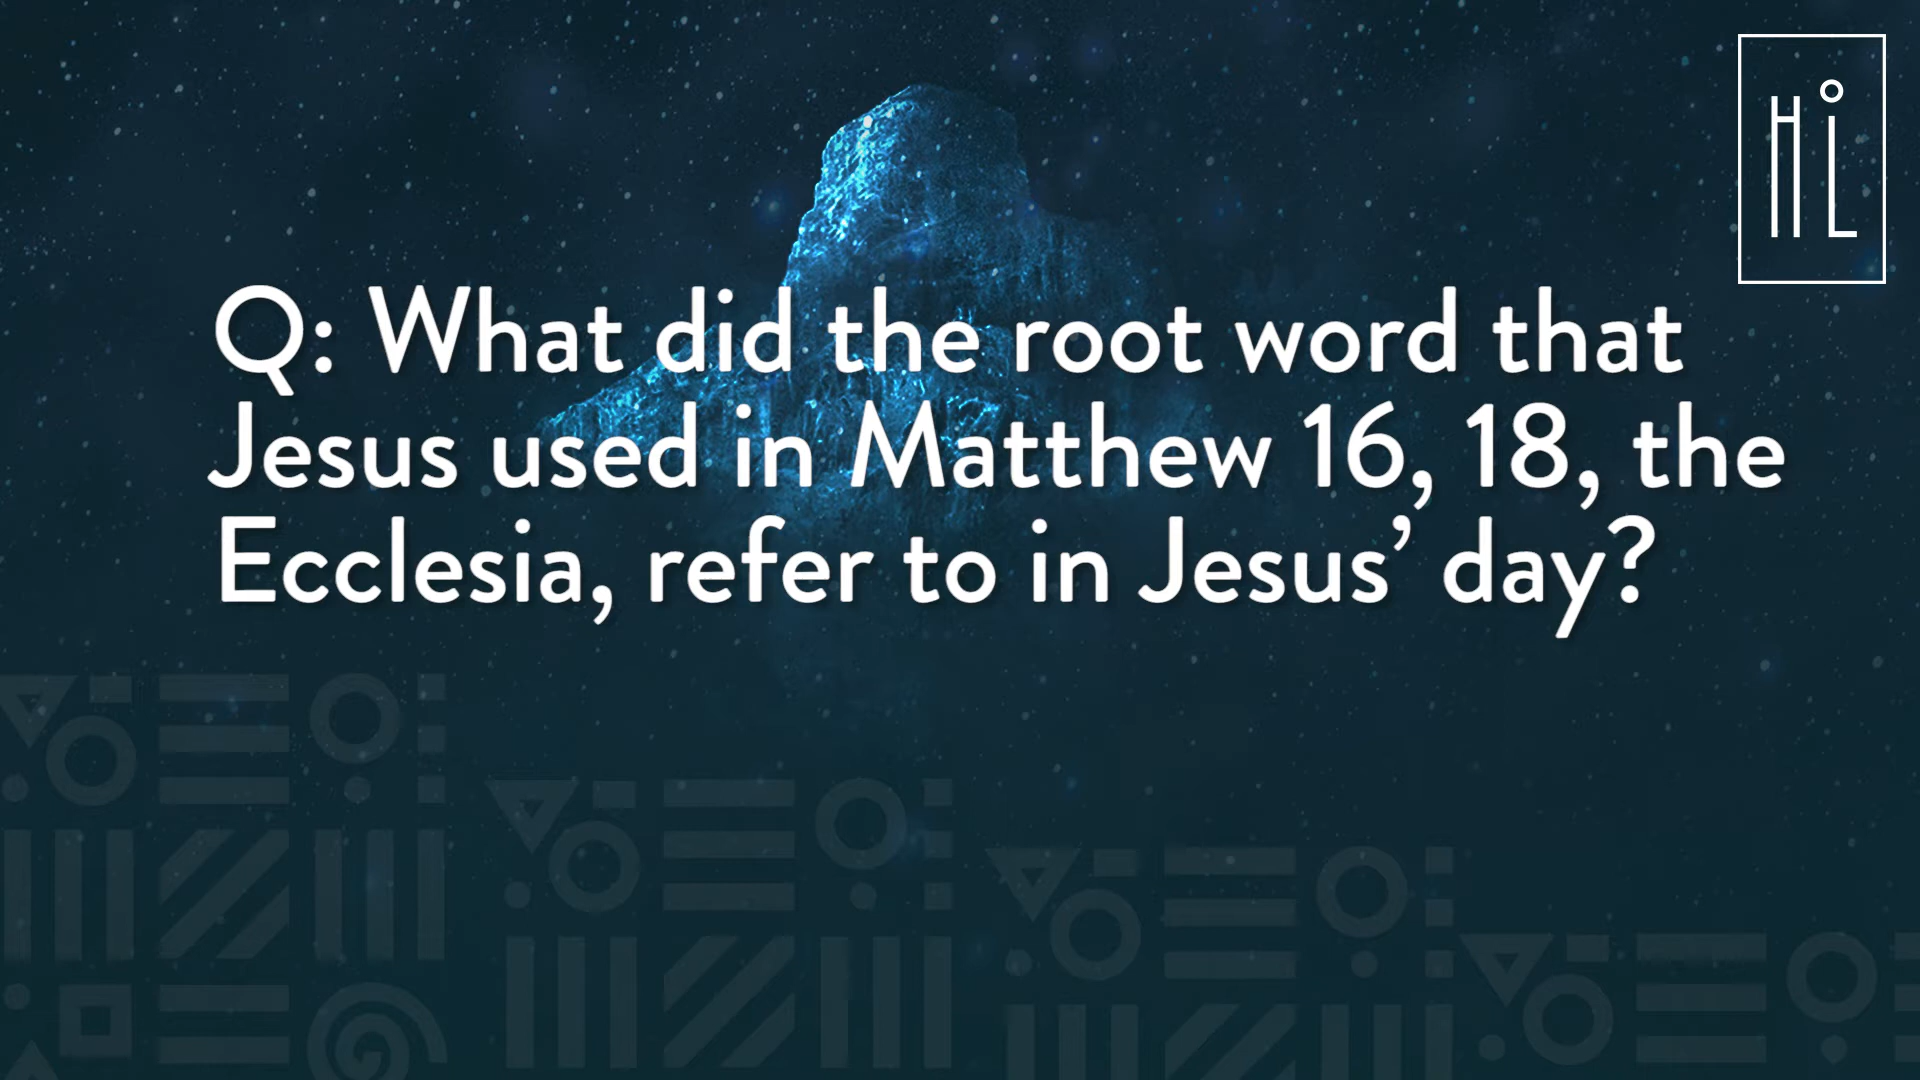 HiL
Q: What did the root word that
Jesus used in Matthew 16, 18, the
Ecclesia, refer to in Jesus’ day?